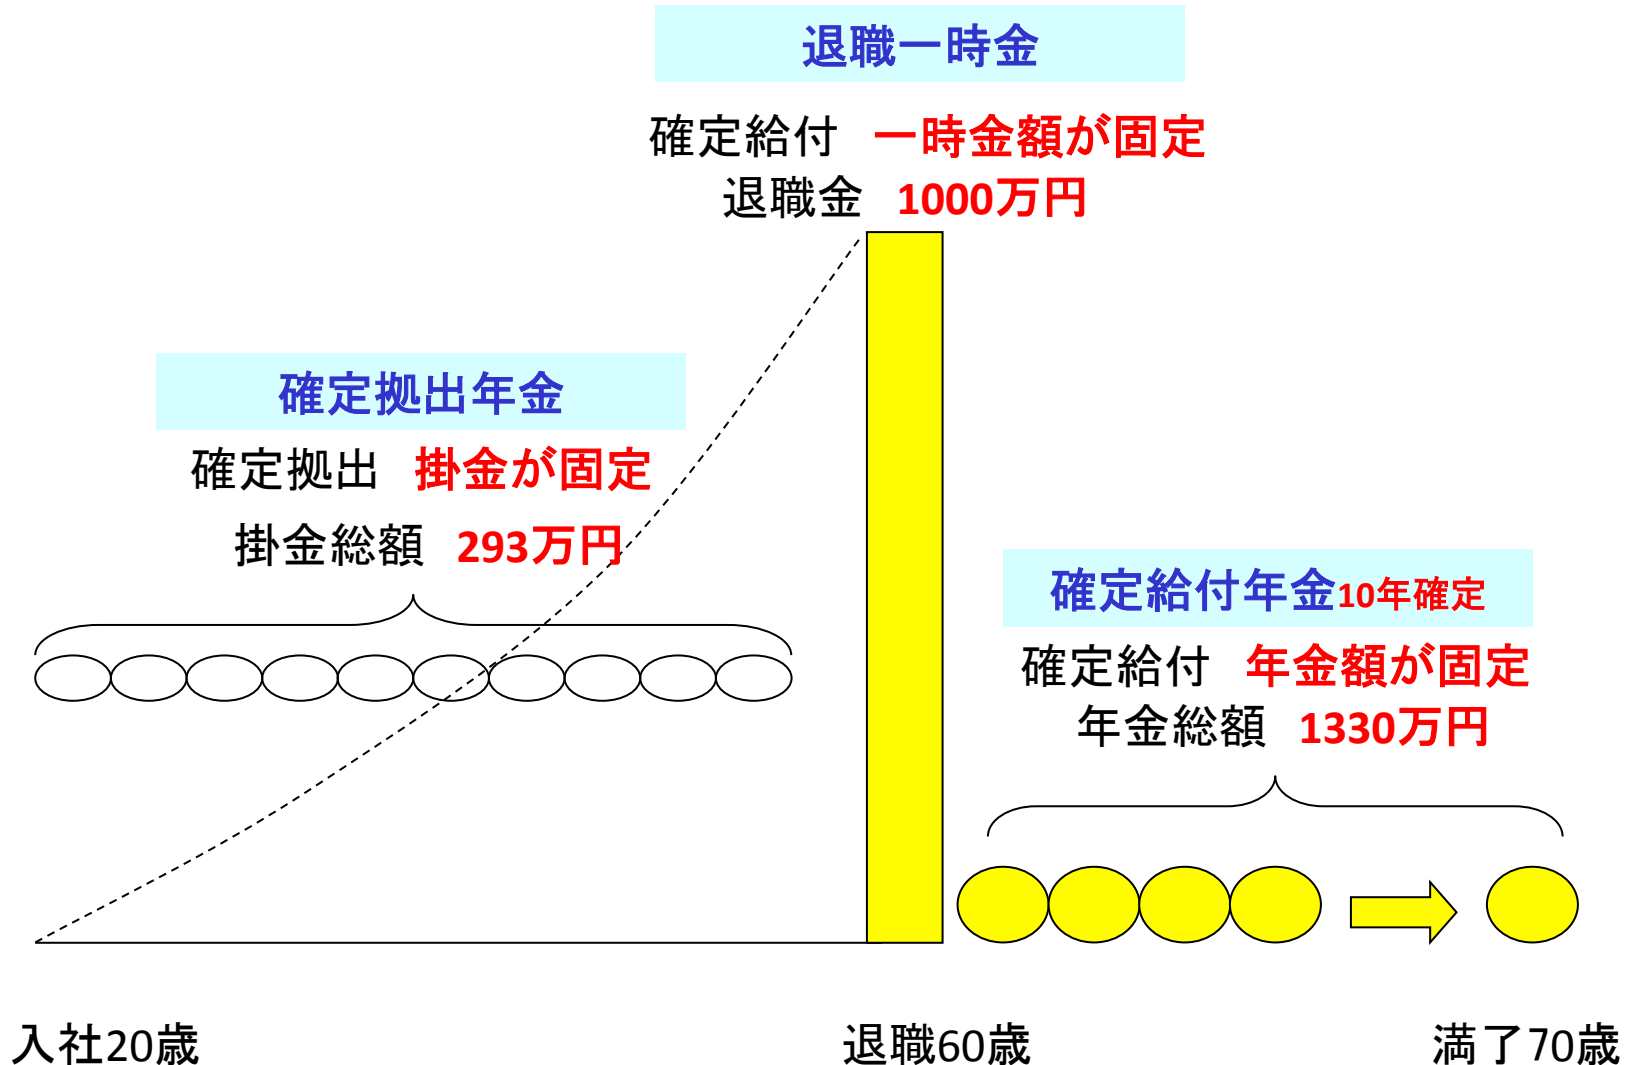 退職一時金
確定給付　一時金額が固定
退職金　1000万円
確定拠出年金
確定拠出　掛金が固定
掛金総額　293万円
確定給付年金10年確定
確定給付　年金額が固定
年金総額　1330万円
入社20歳
退職60歳
満了70歳